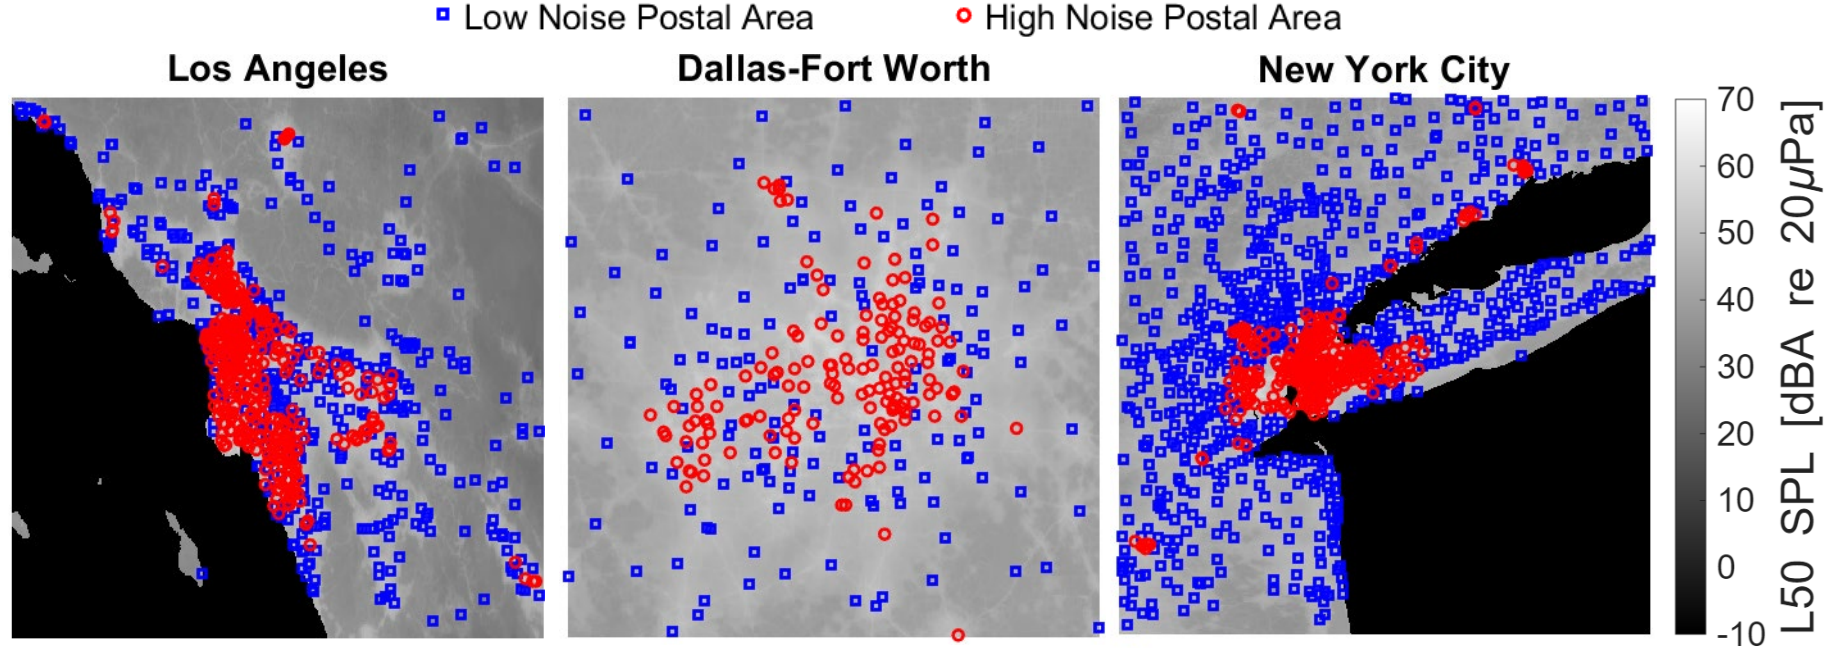 Low Noise Postal Area
High Noise Postal Area
Los Angeles
Dallas-Fort Worth
New York City
70
60
50
40
30
20
10
0
-10
L50 SPL [dBA re 20µPa]